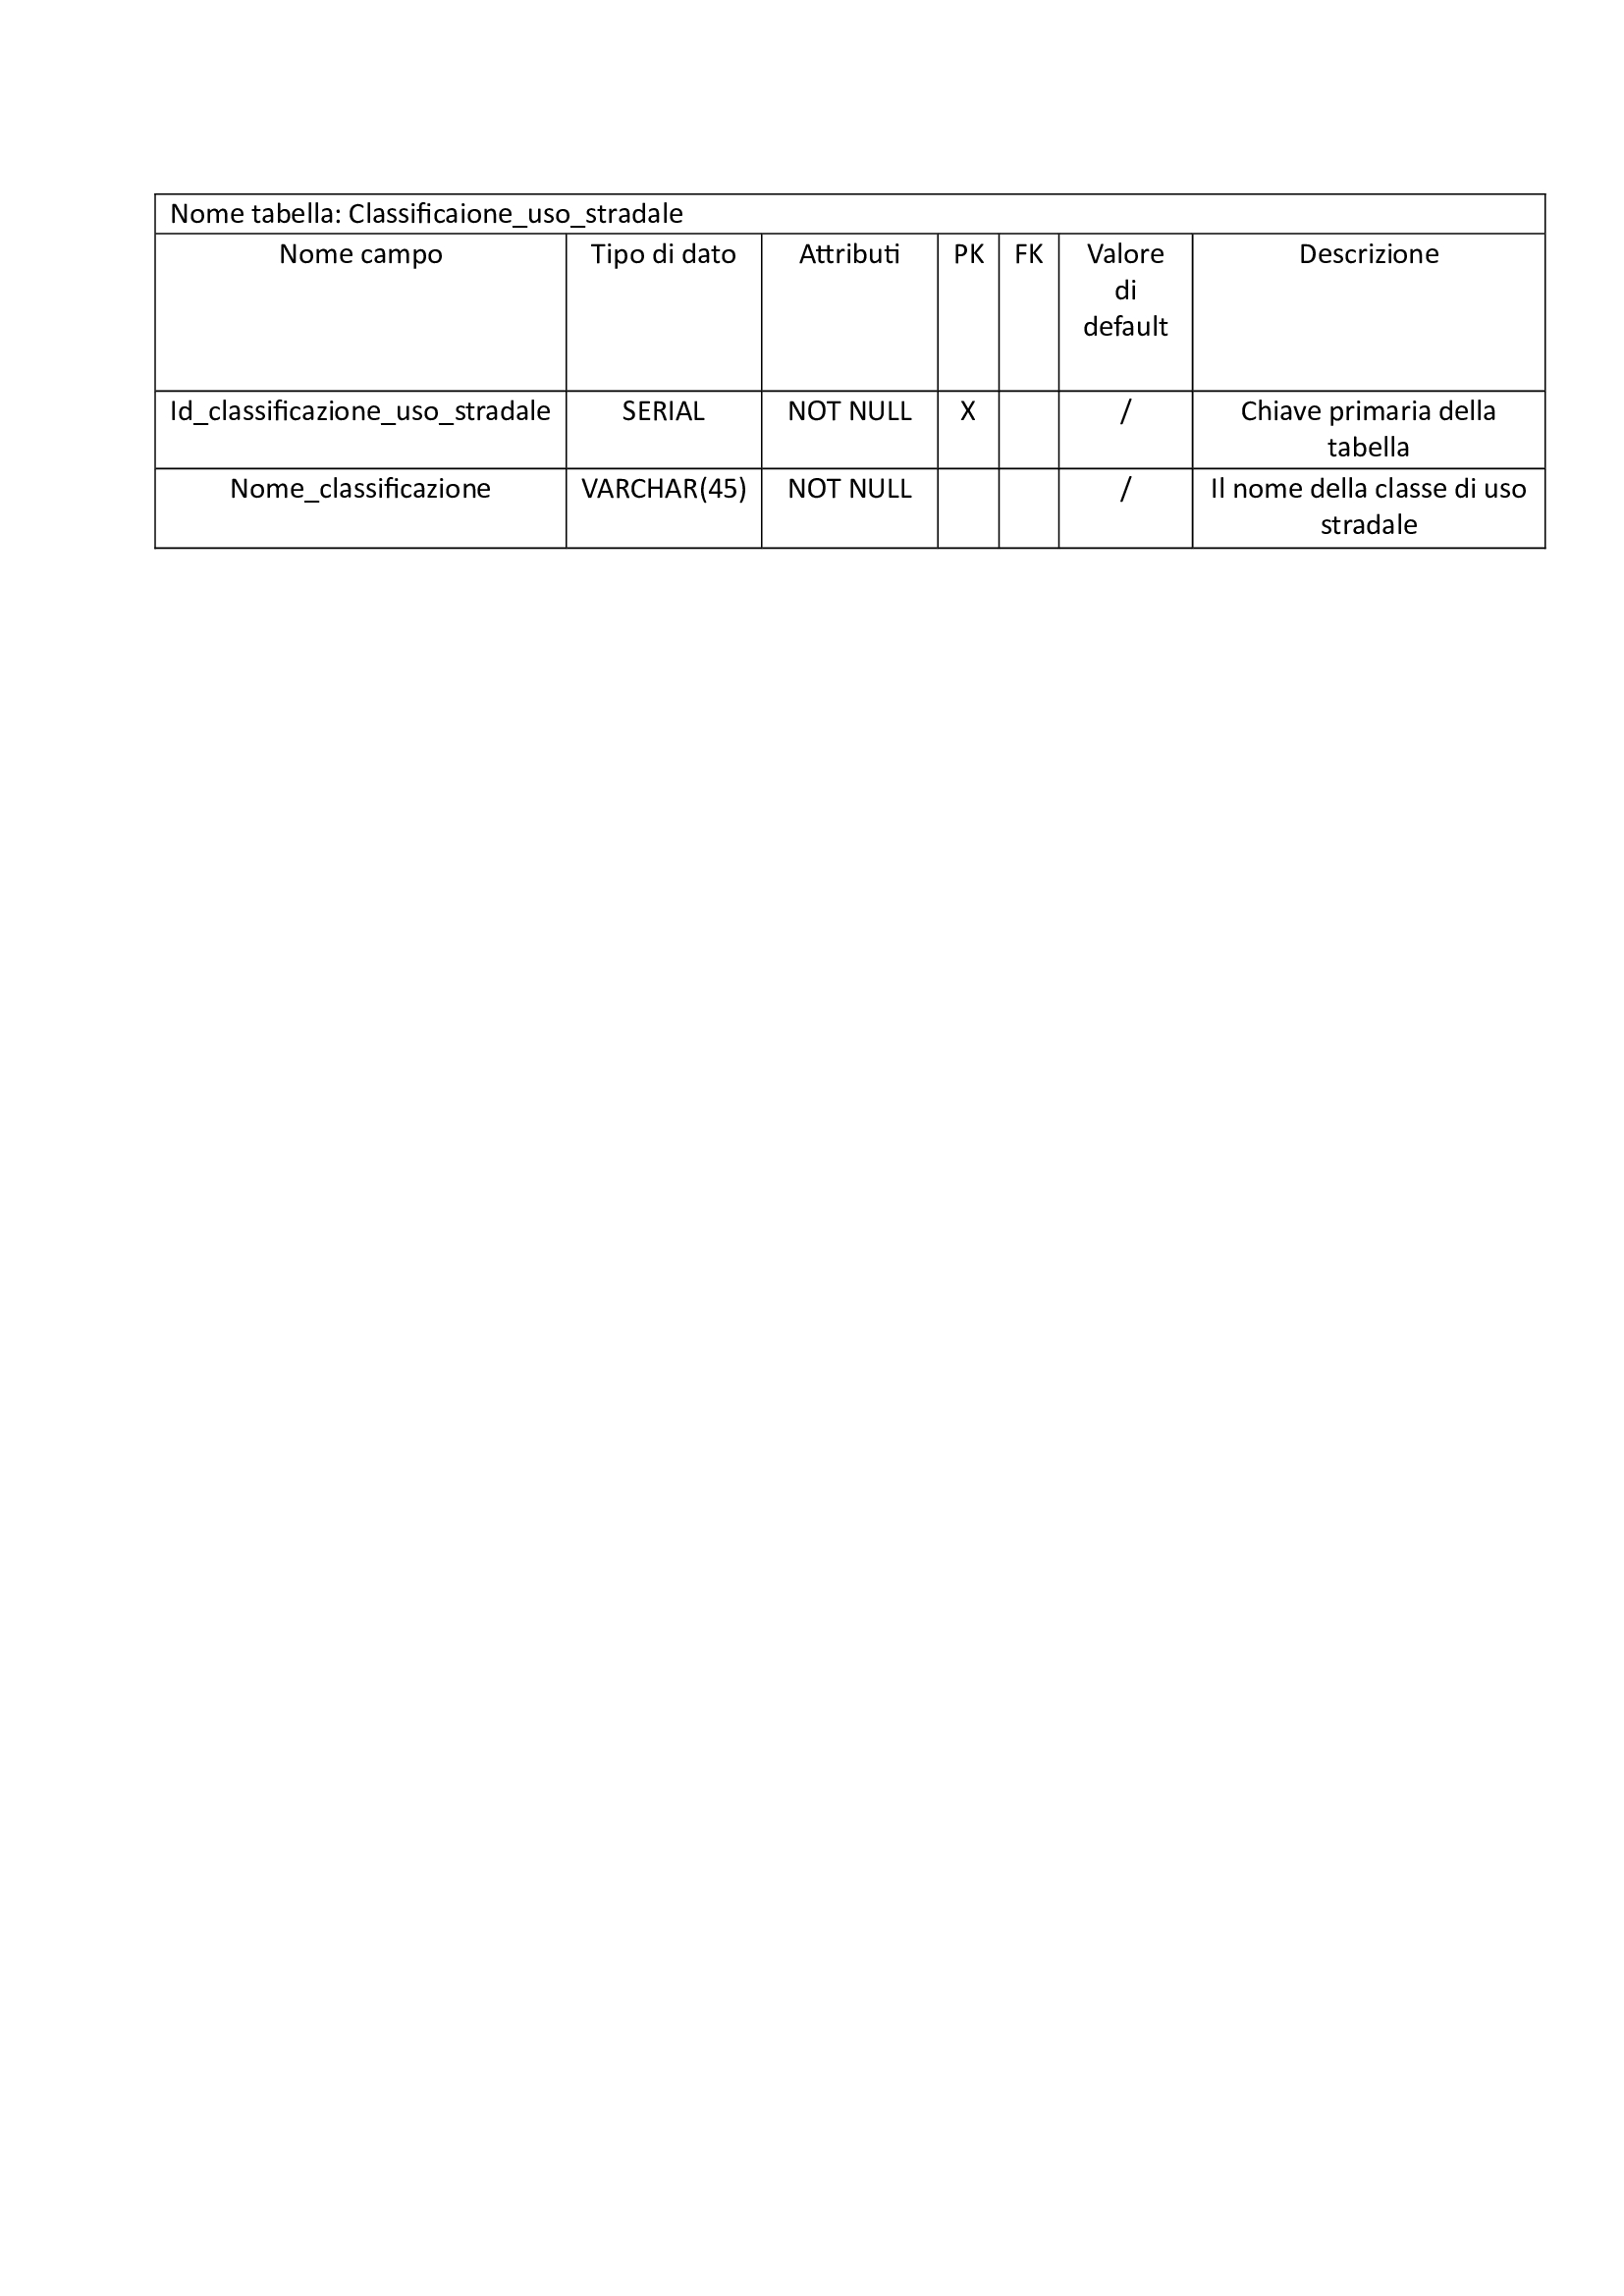 Nome tabella: Classificaione_uso_stradale
Nome campo Tipo di dato Attributi PK FK Valore Descrizione
di
default
Id_classificazione_uso_stradale SERIAL NOT NULL X / Chiave primaria della
tabella
Nome_classificazione VARCHAR(45) NOT NULL / Il nome della classe di uso
stradale